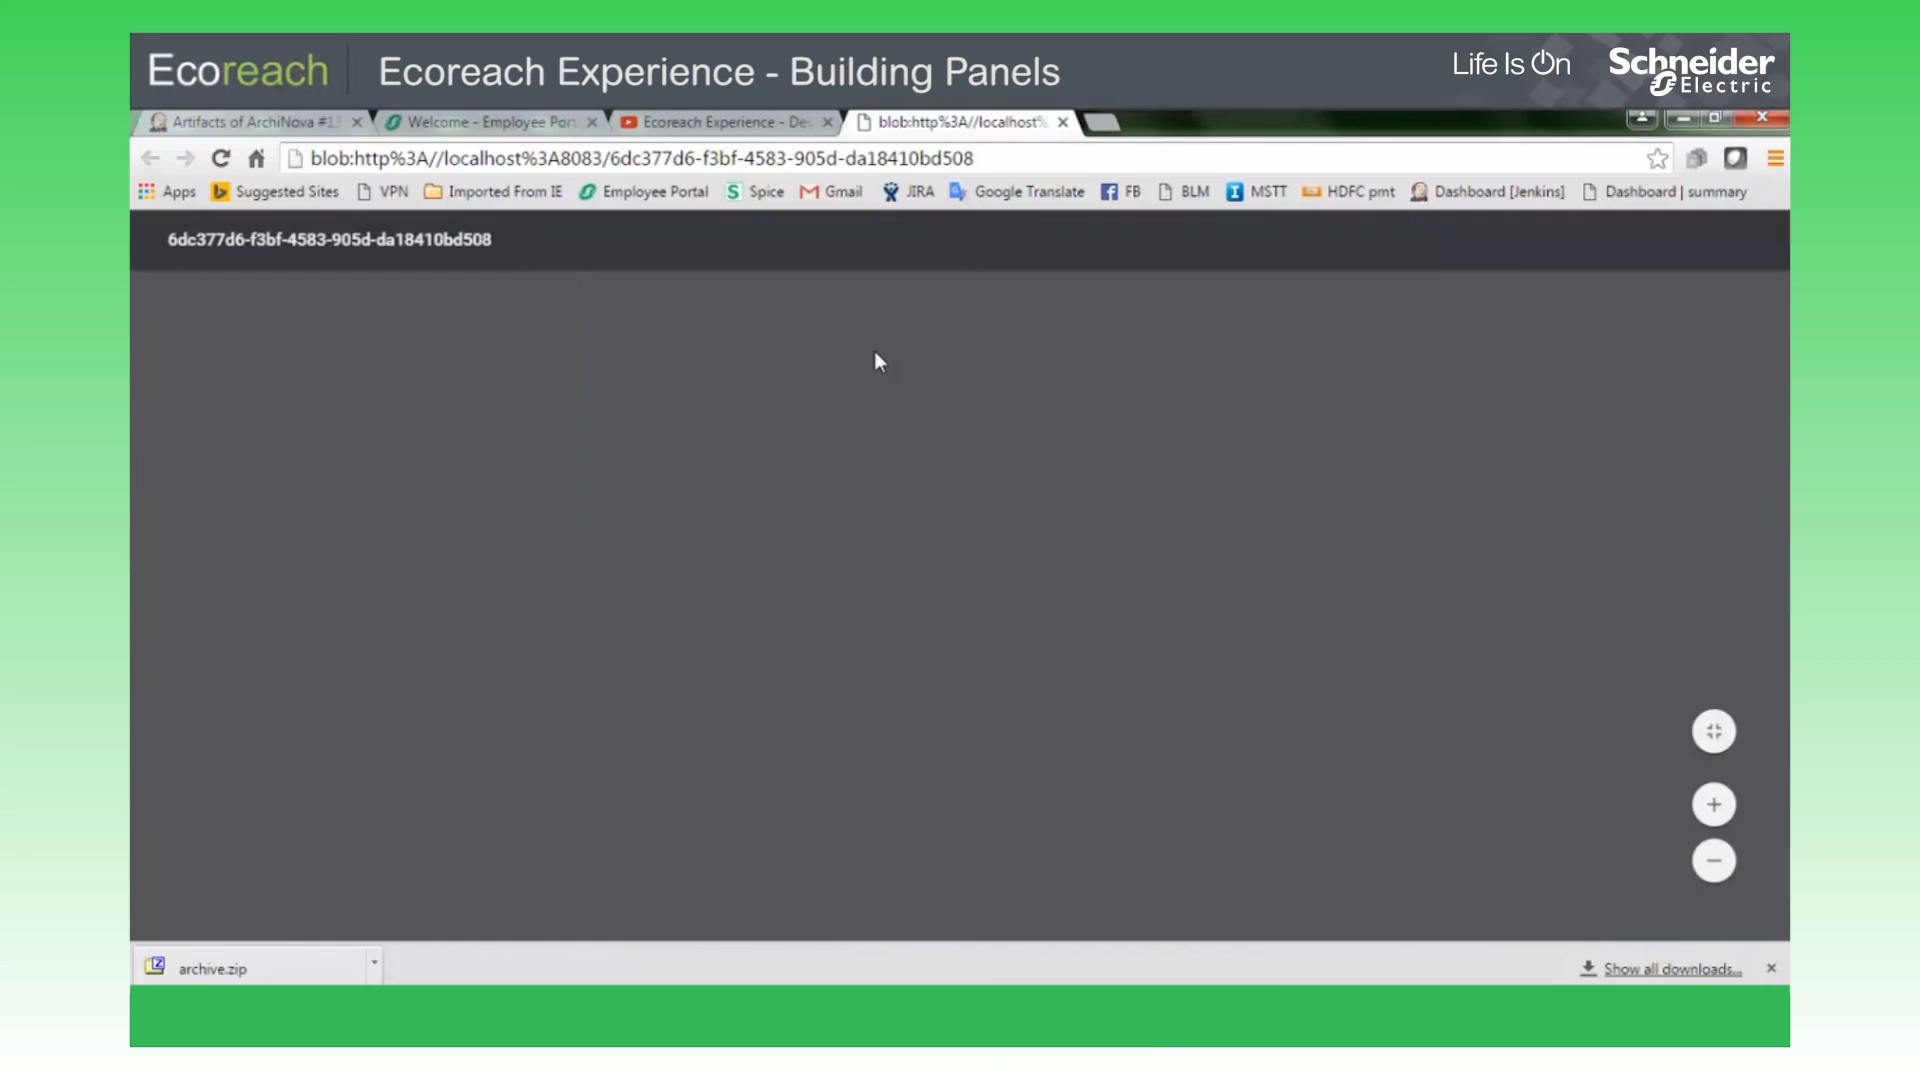 Ecoreach
Ecoreach Experience - Building Panels
Life Is On
Schneider
Electric
Artifacts of ArchiNova #13
Welcome - Employee Port
Ecoreach Experience - Dev
blob:http%3A//localhost%
blob:http%3A//localhost%3A8083/6dc377d6-f3bf-4583-905d-da18410bd508
Apps
Suggested Sites
VPN
Imported From IE
Employee Portal
Spice
Gmail
JIRA
Google Translate
FB
BLM
MSTT
HDFC pmt
Dashboard [Jenkins]
Dashboard | summary
6dc377d6-f3bf-4583-905d-da18410bd508
archive.zip
Show all downloads...